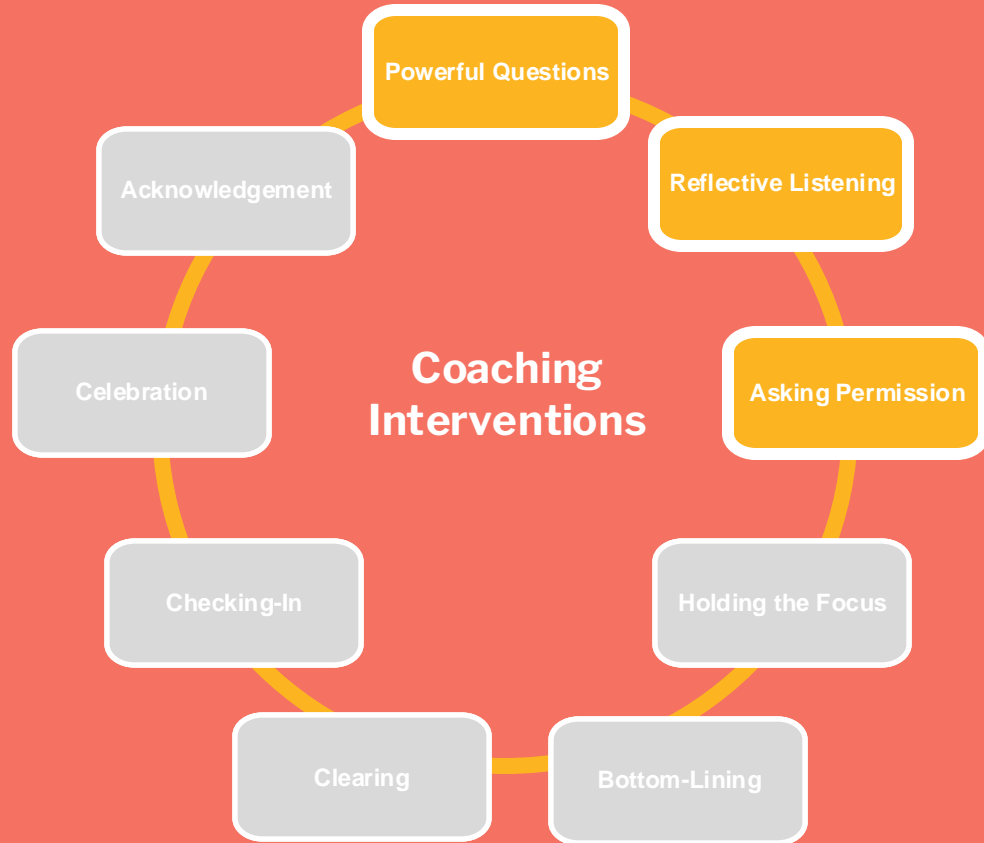 Powerful Questions
Reflective Listening
Asking Permission
Holding the Focus
Bottom-Lining
Clearing
Checking-In
Celebration
Acknowledgement
Coaching
Interventions